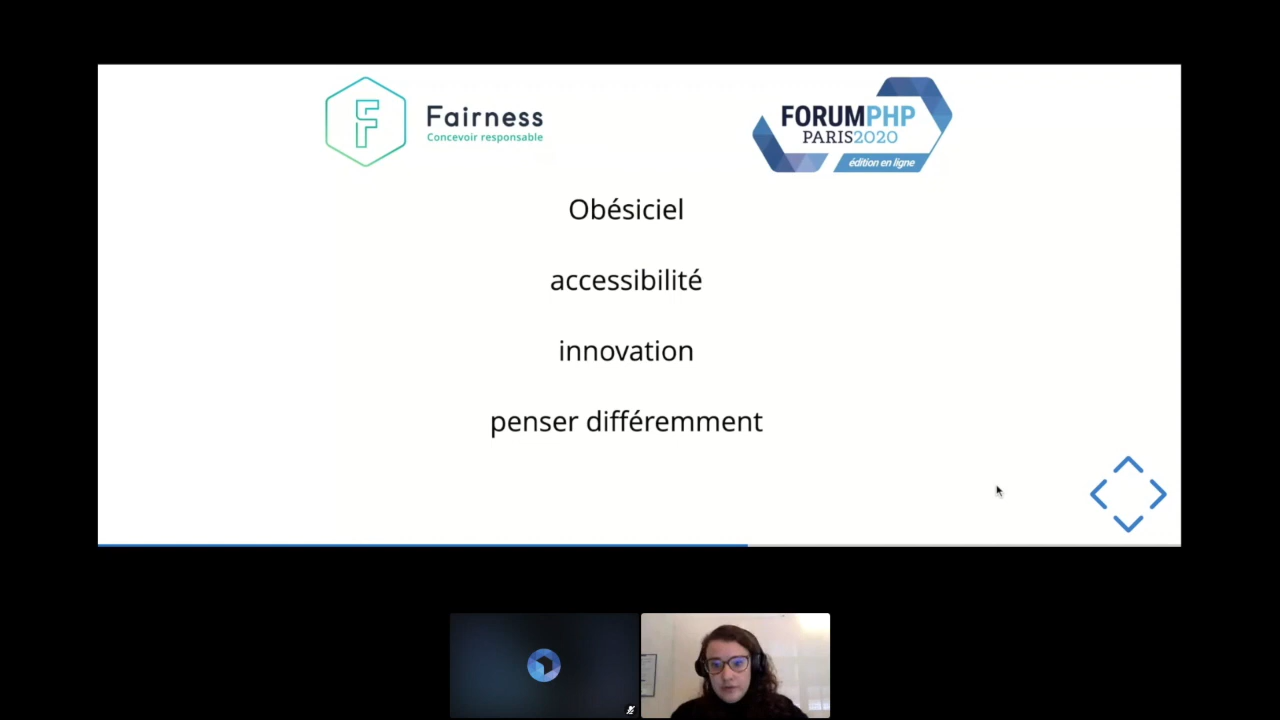 Fairness
Concevoir responsable
FORUMPHP
PARIS2020
édition en ligne
Obésiciel
accessibilité
innovation
penser différemment